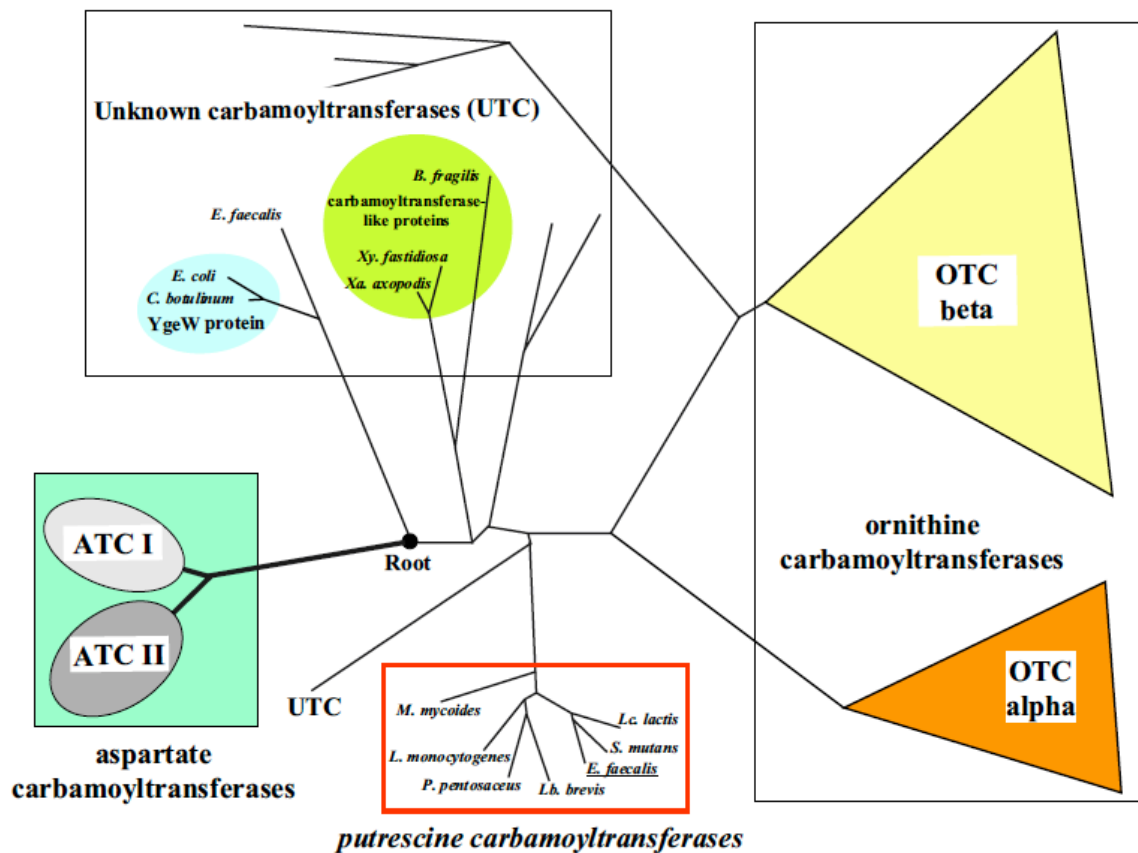 Unknown carbamoyltransferases (UTC)
B. fragilis
carbamoyltransferase-
like proteins
E. faecalis
Xy. fastidiosa
Xa. axopodis
E. coli
C. botulinum
YgeW protein
OTC
beta
ATC I
ATC II
Root
ornithine
carbamoyltransferases
OTC
alpha
UTC
M. mycoides
Lc. lactis
L. monocytogenes
S. mutans
E. faecalis
P. pentosaceus
Lb. brevis
aspartate
carbamoyltransferases
putrescine carbamoyltransferases